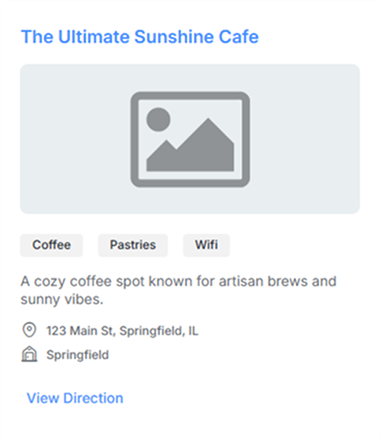 The Ultimate Sunshine Cafe
Coffee Pastries Wifi
A cozy coffee spot known for artisan brews and
sunny vibes.
123 Main St, Springfield, IL
Springfield
View Direction